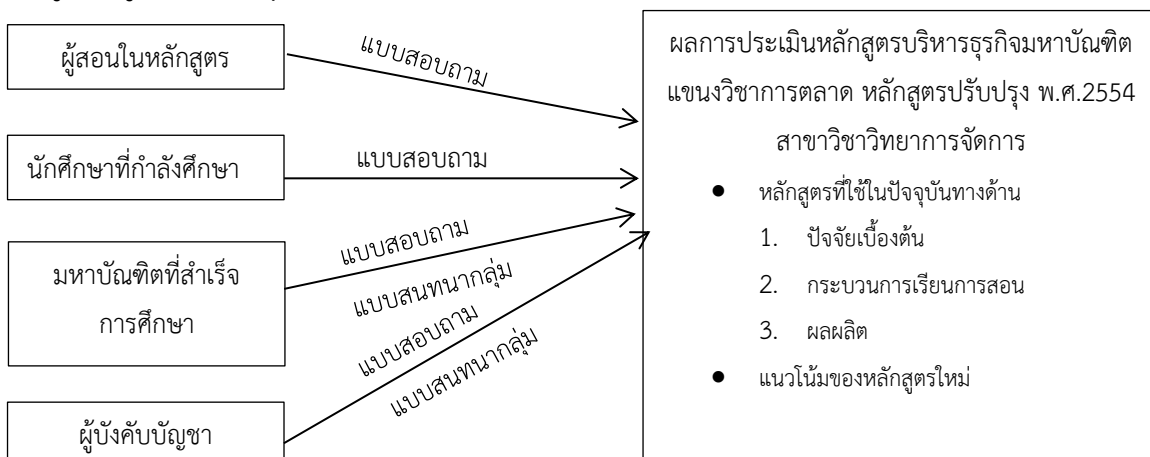 ผู้สอนในหลักสูตร
แบบสอบถาม
นักศึกษาที่กำลังศึกษา
แบบสอบถาม
มหาบัณฑิตที่สำเร็จ
การศึกษา
แบบสอบถาม
แบบสนทนากลุ่ม
ผู้บังคับบัญชา
แบบสอบถาม
แบบสนทนากลุ่ม
ผลการประเมินหลักสูตรบริหารธุรกิจมหาบัณฑิต
แขนงวิชาการตลาด หลักสูตรปรับปรุง พ.ศ.2554
สาขาวิชาวิทยาการจัดการ
● หลักสูตรที่ใช้ในปัจจุบันทางด้าน
1. ปัจจัยเบื้องต้น
2. กระบวนการเรียนการสอน
3. ผลผลิต
● แนวโน้มของหลักสูตรใหม่